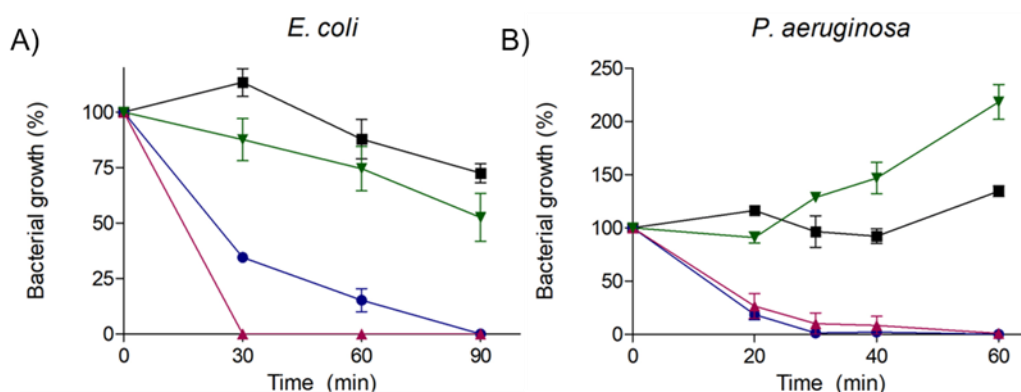 A)
E. coli
Bacterial growth (%)
100
75
50
25
0
0 30 60 90
Time (min)
B)
P. aeruginosa
Bacterial growth (%)
250
200
150
100
50
0
0 20 40 60
Time (min)